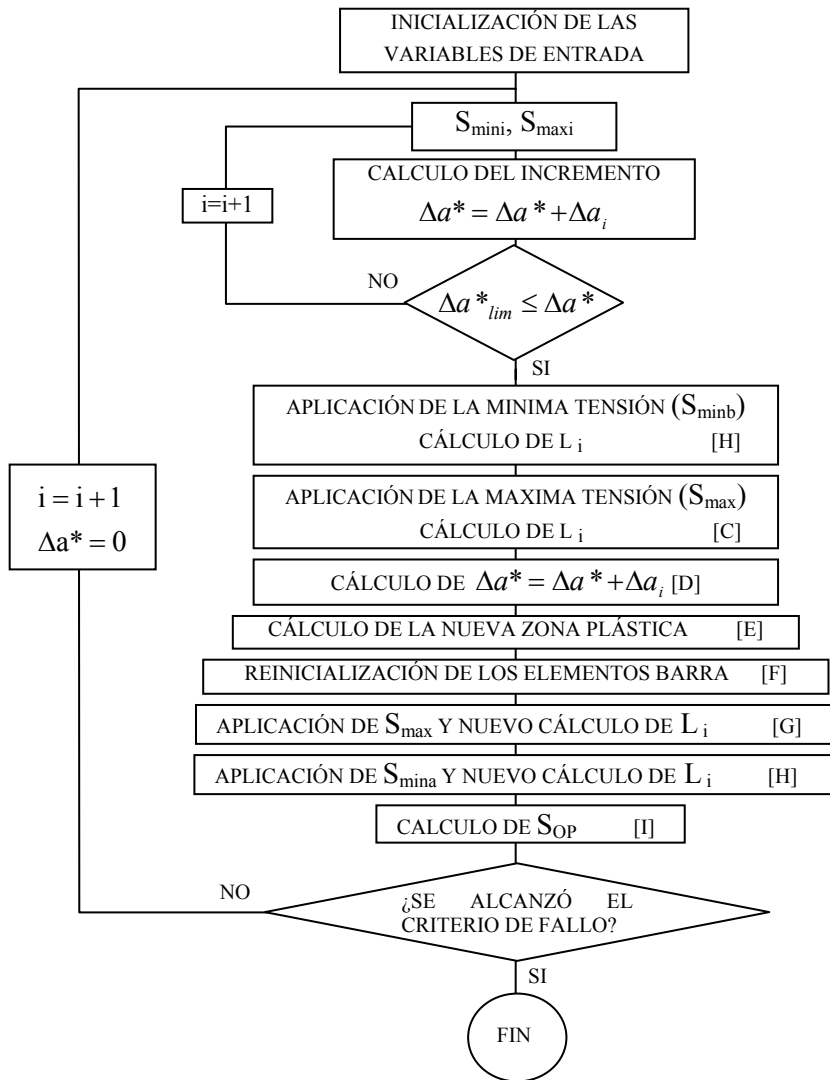 INICIALIZACIÓN DE LAS
VARIABLES DE ENTRADA
Smini, Smaxi
CALCULO DEL INCREMENTO
Δa* = Δa* + Δai
i=i+1
NO
Δa*lim ≤ Δa*
SI
APLICACIÓN DE LA MINIMA TENSIÓN (Sminb)
CÁLCULO DE L i [H]
APLICACIÓN DE LA MAXIMA TENSIÓN (Smax)
CÁLCULO DE L i [C]
i = i + 1
Δa* = 0
CÁLCULO DE Δa* = Δa* + Δai [D]
CÁLCULO DE LA NUEVA ZONA PLÁSTICA [E]
REINICIALIZACIÓN DE LOS ELEMENTOS BARRA [F]
APLICACIÓN DE Smax Y NUEVO CÁLCULO DE L i [G]
APLICACIÓN DE Smina Y NUEVO CÁLCULO DE L i [H]
CALCULO DE SOP [I]
NO
¿SE ALCANZÓ EL
CRITERIO DE FALLO?
SI
FIN